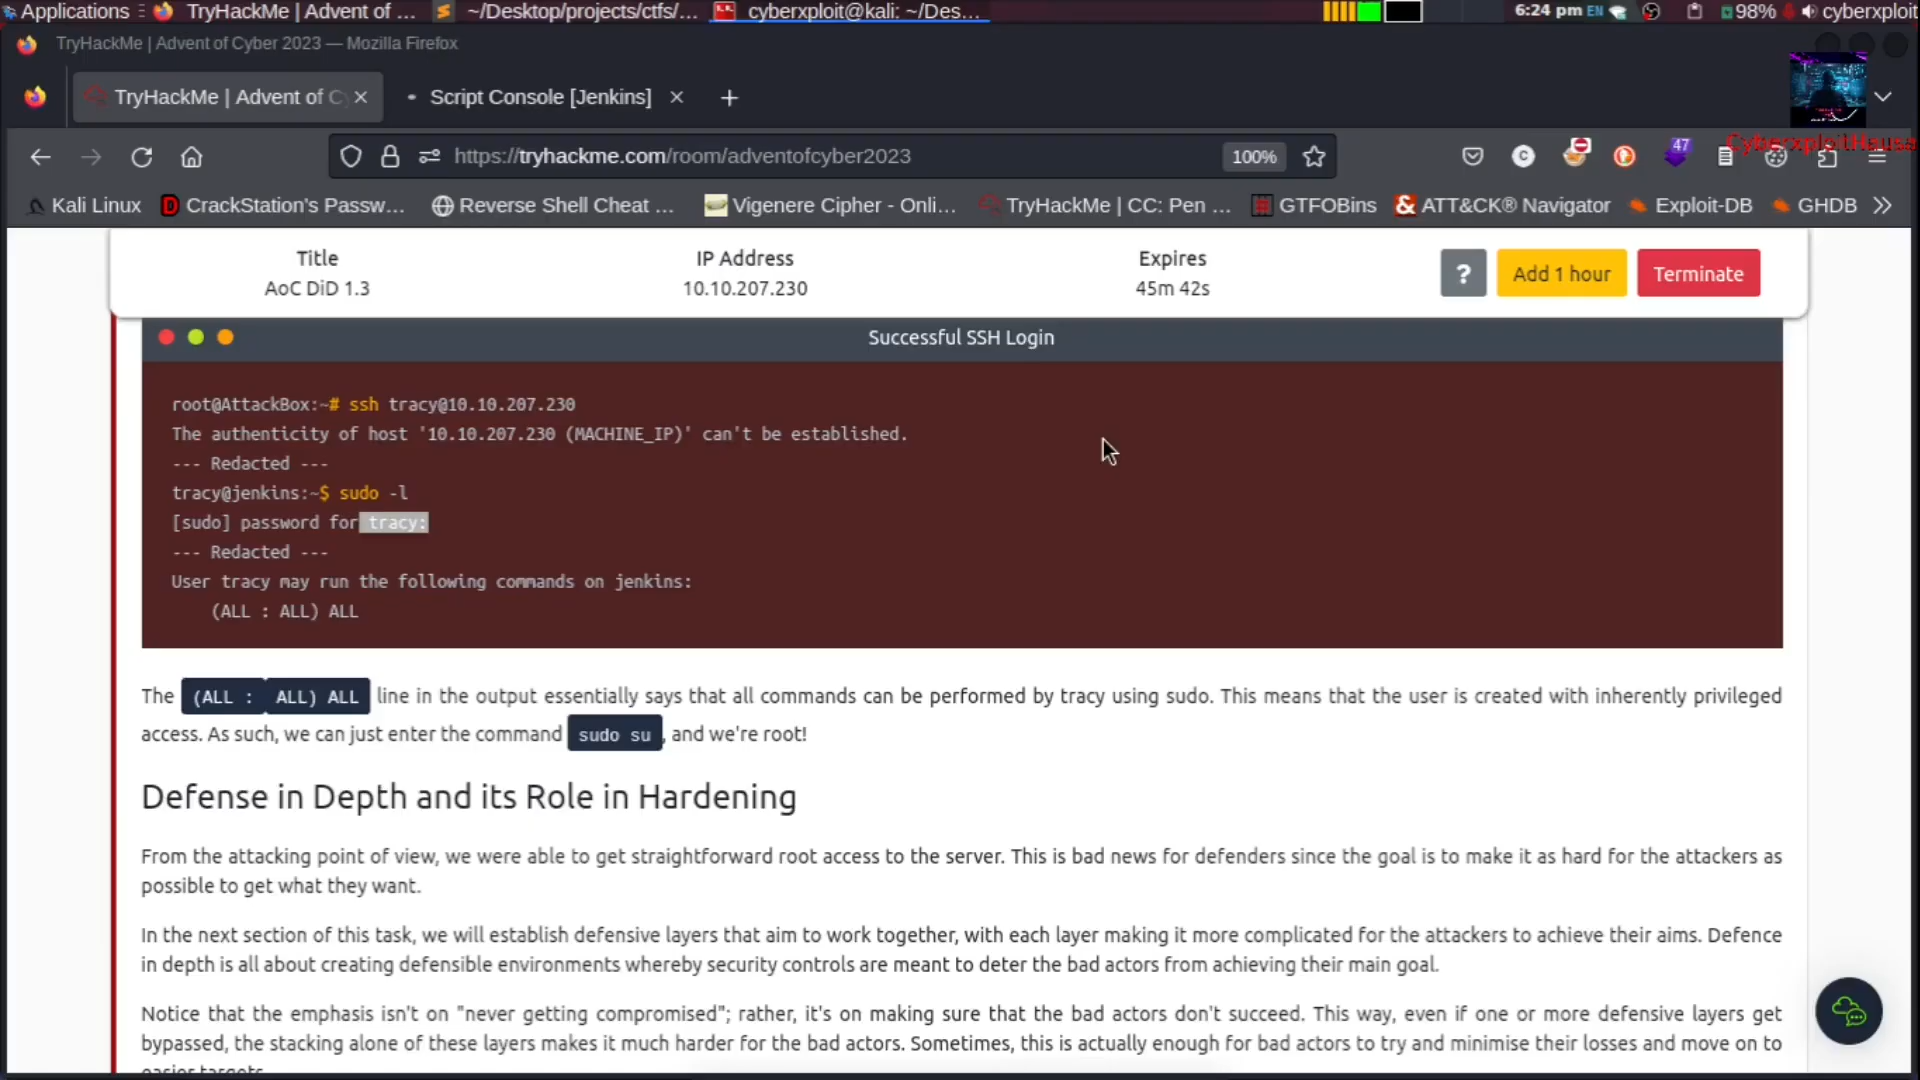 Applications
TryHackMe | Advent of ...
~/Desktop/projects/ctfs/...
cyberxploit@kali: ~/Des...
6:24 pm EN
98%
cyberxploit
TryHackMe | Advent of Cyber 2023 — Mozilla Firefox
TryHackMe | Advent of C
Script Console [Jenkins]
https://tryhackme.com/room/adventofcyber2023
100%
47
CyberxploitHausa
Kali Linux
CrackStation's Passw...
Reverse Shell Cheat ...
Vigenere Cipher - Onli...
TryHackMe | CC: Pen ...
GTFOBins
ATT&CK® Navigator
Exploit-DB
GHDB
Title
AoC DiD 1.3
IP Address
10.10.207.230
Expires
45m 42s
?
Add 1 hour
Terminate
Successful SSH Login
root@AttackBox:~# ssh tracy@10.10.207.230
The authenticity of host '10.10.207.230 (MACHINE_IP)' can't be established.
--- Redacted ---
tracy@jenkins:~$ sudo -l
[sudo] password for tracy:
--- Redacted ---
User tracy may run the following commands on jenkins:
(ALL : ALL) ALL
The (ALL : ALL) ALL line in the output essentially says that all commands can be performed by tracy using sudo. This means that the user is created with inherently privileged
access. As such, we can just enter the command sudo su, and we're root!
Defense in Depth and its Role in Hardening
From the attacking point of view, we were able to get straightforward root access to the server. This is bad news for defenders since the goal is to make it as hard for the attackers as
possible to get what they want.
In the next section of this task, we will establish defensive layers that aim to work together, with each layer making it more complicated for the attackers to achieve their aims. Defence
in depth is all about creating defensible environments whereby security controls are meant to deter the bad actors from achieving their main goal.
Notice that the emphasis isn't on "never getting compromised"; rather, it's on making sure that the bad actors don't succeed. This way, even if one or more defensive layers get
bypassed, the stacking alone of these layers makes it much harder for the bad actors. Sometimes, this is actually enough for bad actors to try and minimise their losses and move on to
easier targets.